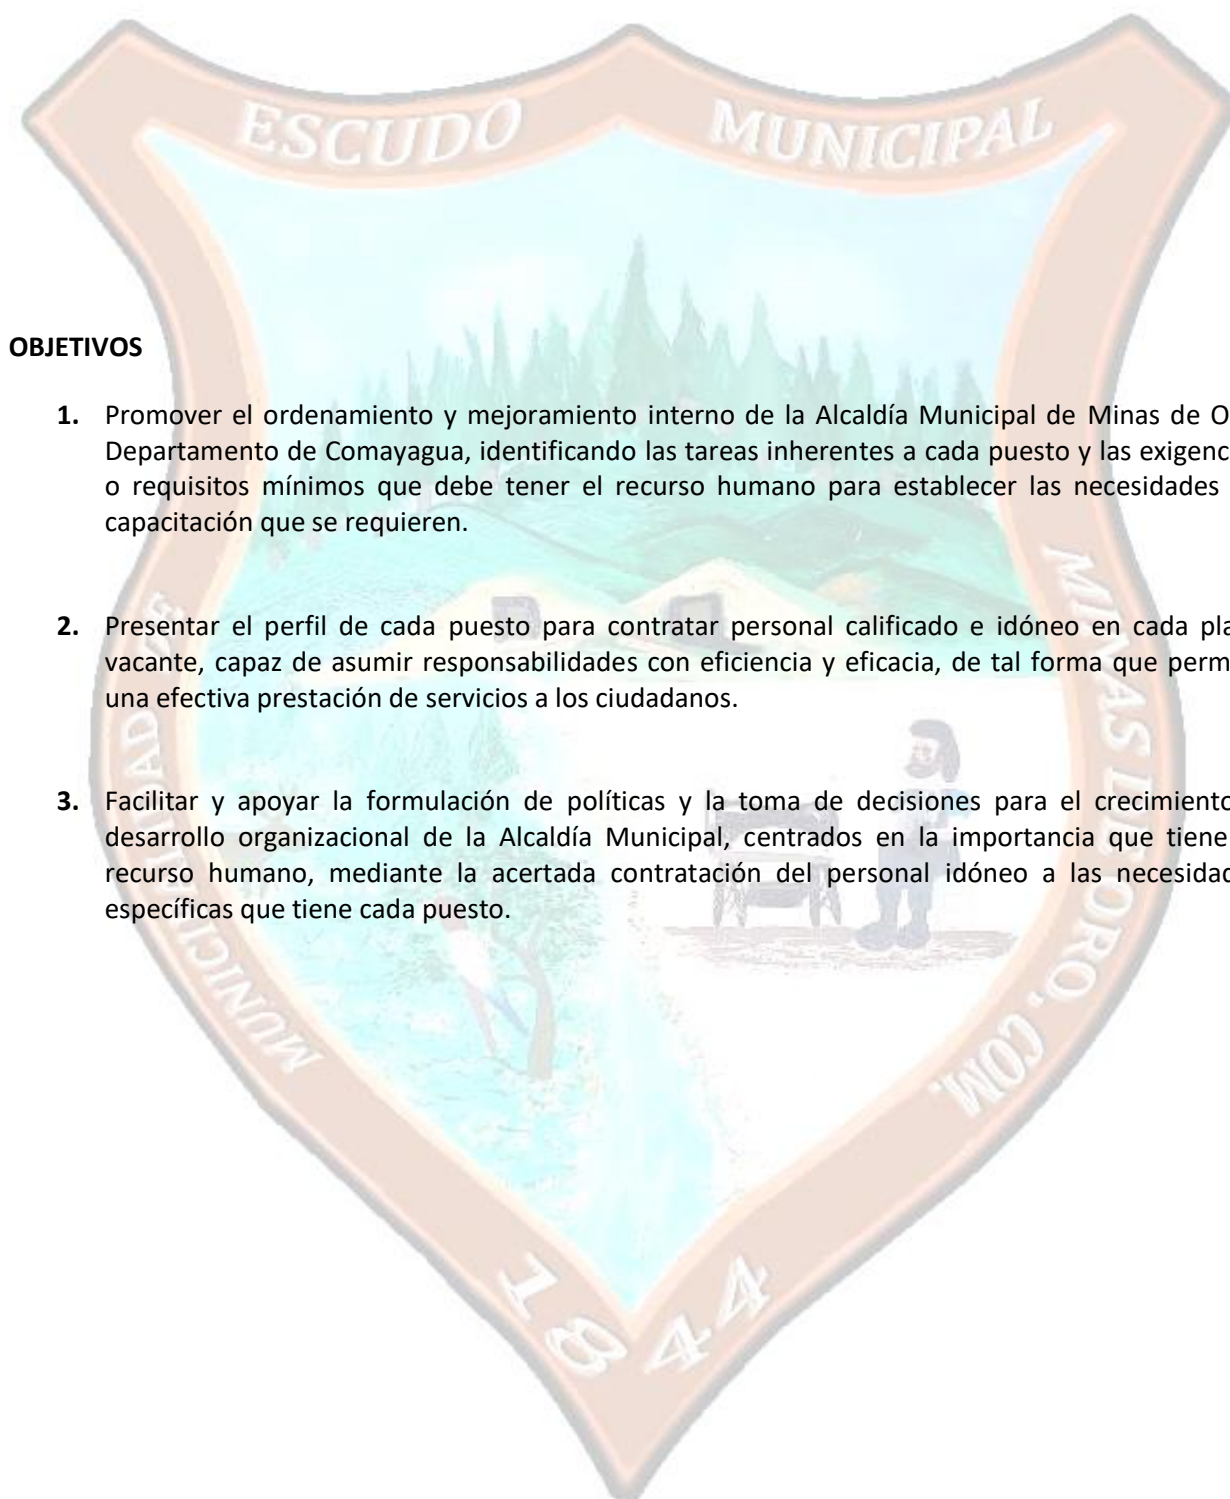 ESCUDO MUNICIPAL
OBJETIVOS
1. Promover el ordenamiento y mejoramiento interno de la Alcaldía Municipal de Minas de O
Departamento de Comayagua, identificando las tareas inherentes a cada puesto y las exigenc
o requisitos mínimos que debe tener el recurso humano para establecer las necesidades
capacitación que se requieren.
2. Presentar el perfil de cada puesto para contratar personal calificado e idóneo en cada pla
vacante, capaz de asumir responsabilidades con eficiencia y eficacia, de tal forma que perm
una efectiva prestación de servicios a los ciudadanos.
3. Facilitar y apoyar la formulación de políticas y la toma de decisiones para el crecimiento
desarrollo organizacional de la Alcaldía Municipal, centrados en la importancia que tiene
recurso humano, mediante la acertada contratación del personal idóneo a las necesidad
específicas que tiene cada puesto.
MUNICIPALIDAD DE
MINAS DE ORO, COM.
1844